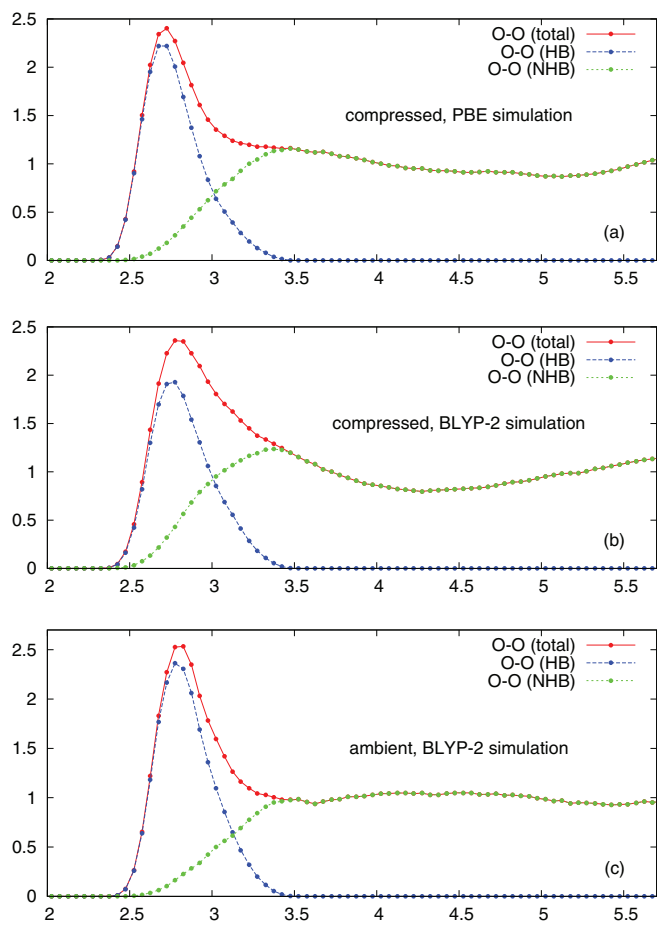 2.5
2
1.5
1
0.5
0
O-O (total)
O-O (HB)
O-O (NHB)
compressed, PBE simulation
(a)
2 2.5 3 3.5 4 4.5 5 5.5
2.5
2
1.5
1
0.5
0
O-O (total)
O-O (HB)
O-O (NHB)
compressed, BLYP-2 simulation
(b)
2 2.5 3 3.5 4 4.5 5 5.5
2.5
2
1.5
1
0.5
0
O-O (total)
O-O (HB)
O-O (NHB)
ambient, BLYP-2 simulation
(c)
2 2.5 3 3.5 4 4.5 5 5.5